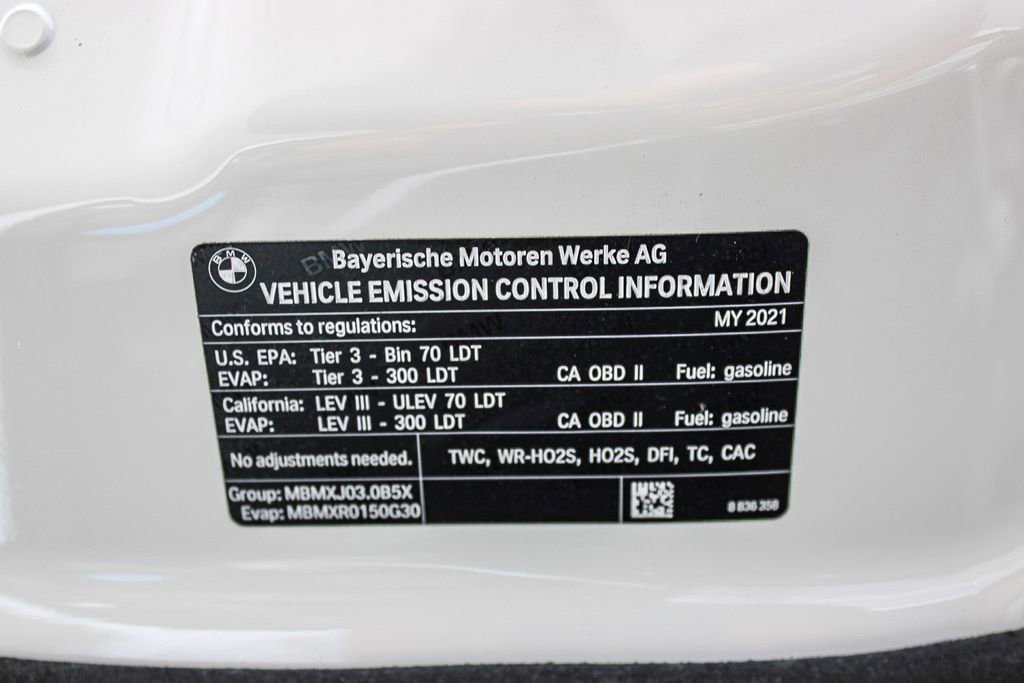 BMW
Bayerische Motoren Werke AG
VEHICLE EMISSION CONTROL INFORMATION
Conforms to regulations: MY 2021
U.S. EPA: Tier 3 - Bin 70 LDT
EVAP: Tier 3 - 300 LDT CA OBD II Fuel: gasoline
California: LEV III - ULEV 70 LDT
EVAP: LEV III - 300 LDT CA OBD II Fuel: gasoline
No adjustments needed. TWC, WR-HO2S, HO2S, DFI, TC, CAC
Group: MBMXJ03.0B5X
Evap: MBMXR0150G30
8 836 358